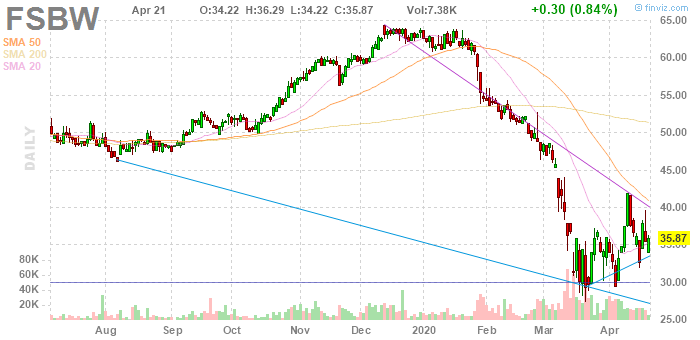 FSBW Apr 21 O:34.22 H:36.29 L:34.22 C:35.87 Vol:7.38K +0.30 (0.84%) © finviz.com
SMA 50
SMA 200
SMA 20
DAILY
65.00
60.00
55.00
50.00
45.00
40.00
35.87
35.00
30.00
25.00
80K
60K
40K
20K
Aug Sep Oct Nov Dec 2020 Feb Mar Apr